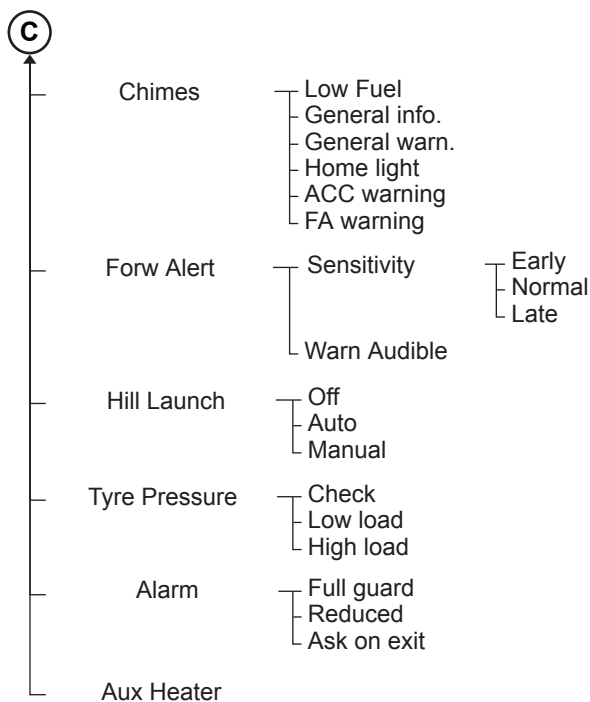 C
Chimes
Low Fuel
General info.
General warn.
Home light
ACC warning
FA warning
Forw Alert
Sensitivity
Early
Normal
Late
Warn Audible
Hill Launch
Off
Auto
Manual
Tyre Pressure
Check
Low load
High load
Alarm
Full guard
Reduced
Ask on exit
Aux Heater